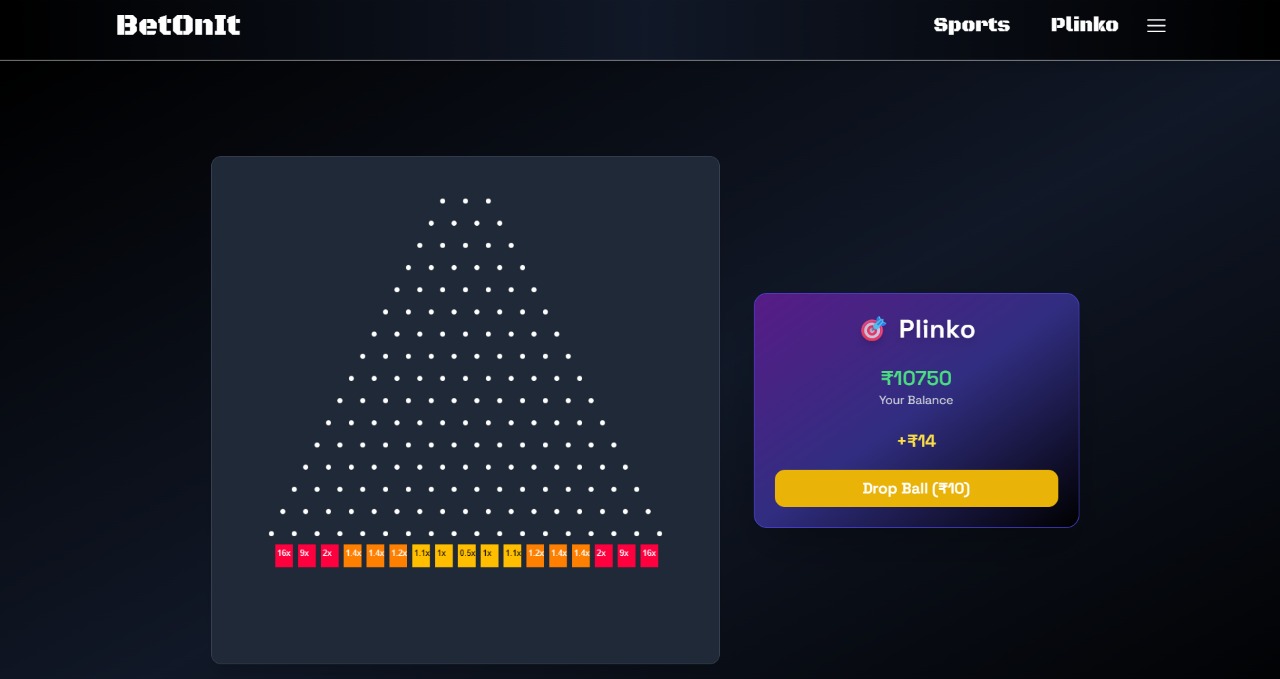 BetOnIt
Sports Plinko
16x 9x 2x 1.4x 1.4x 1.2x 1.1x 1x 0.5x 1x 1.1x 1.2x 1.4x 1.4x 2x 9x 16x
Plinko
₹10750
Your Balance
+₹14
Drop Ball (₹10)